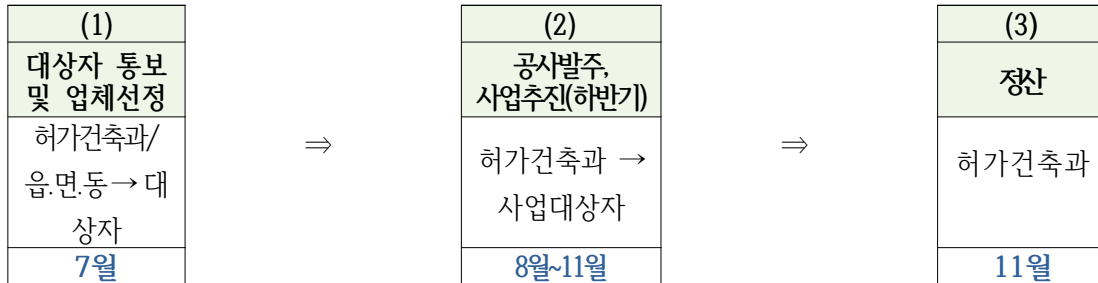 (1)
대상자 통보
및 업체선정
허가건축과/
읍.면.동→대
상자
7월
⇒
(2)
공사발주,
사업추진(하반기)
허가건축과 →
사업대상자
8월~11월
⇒
(3)
정산
허가건축과
11월